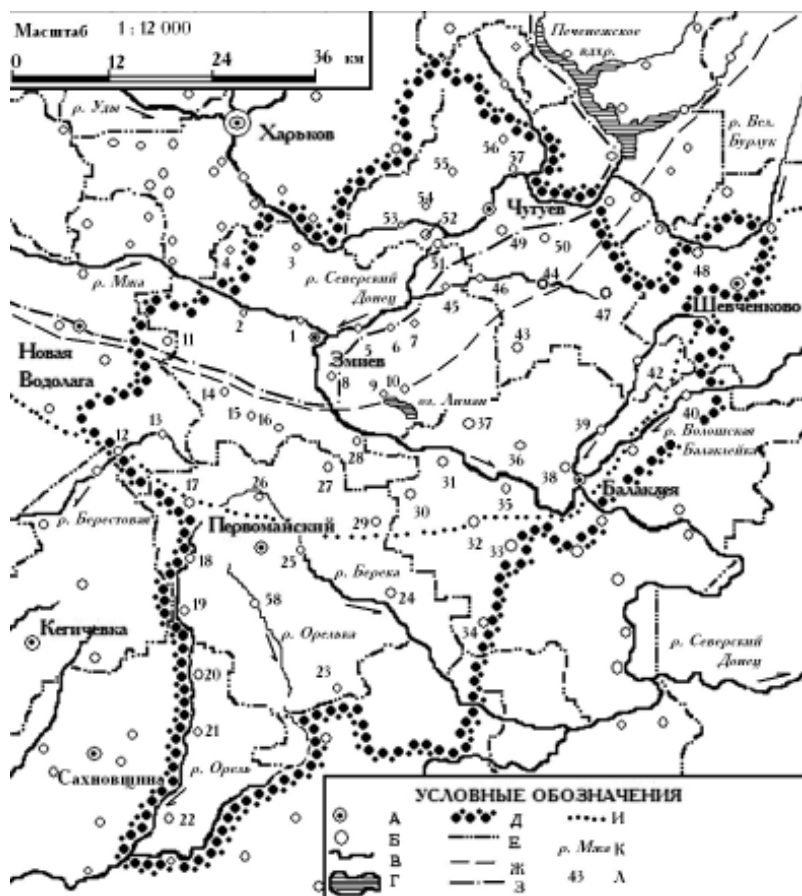 Масштаб 1 : 12 000
0 12 24 36 км
р. Уды
Харьков
Печенежское
вдхр.
р. Вел.
Бурлук
56
57
55
54
Чугуев
53
52
49
50
51
4
3
р. Северский
Донец
48
р. Мжа
44
46
45
47
Шевченково
2
1
5
6
7
43
11
Змиев
42
Новая
Водолага
8
9
10
оз. Лиман
14
15
16
37
39
40
р. Волошская
Балаклейка
13
12
28
36
38
27
31
Балаклея
17
26
30
35
р. Берестовая
Первомайский
29
32
33
18
25
р. Берека
24
19
58
Кегичевка
р. Орелька
34
р. Северский
Донец
20
23
21
Сахновщина
р. Орель
22
УСЛОВНЫЕ ОБОЗНАЧЕНИЯ
А Д И
Б Е р. Мжа К
В Ж
Г З 43 Л